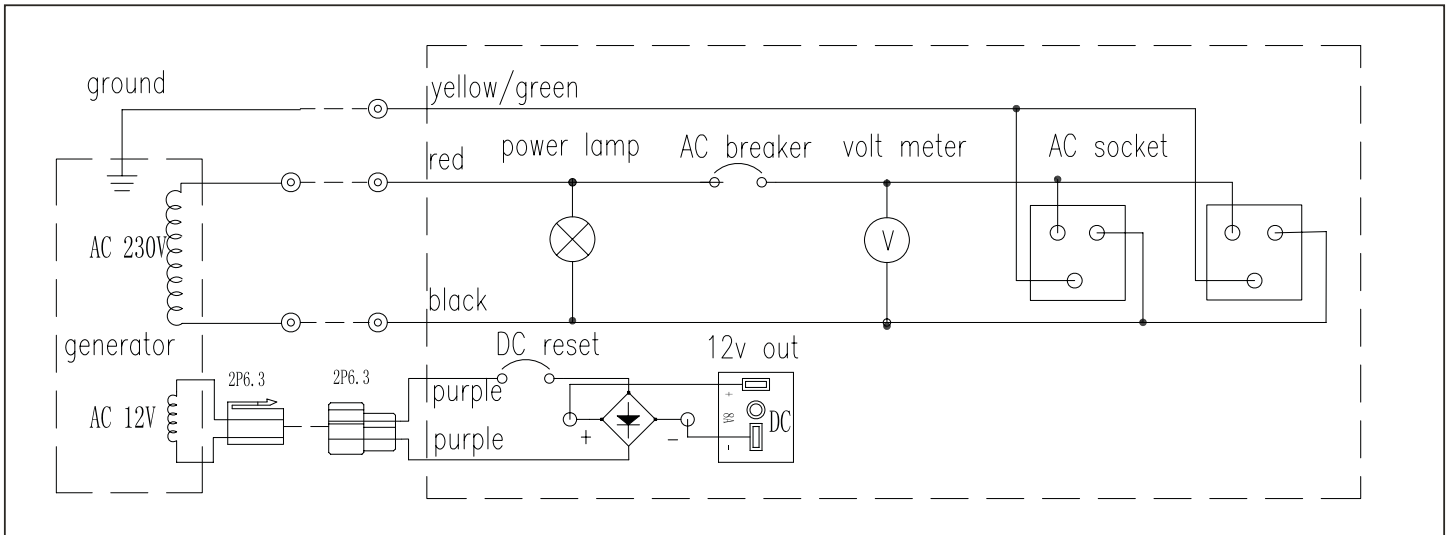 ground
yellow/green
red
power lamp
AC breaker
volt meter
AC socket
AC 230V
V
black
generator
DC reset
12v out
2P6.3
2P6.3
purple
AC 12V
+
8A
DC
+
-
-
purple